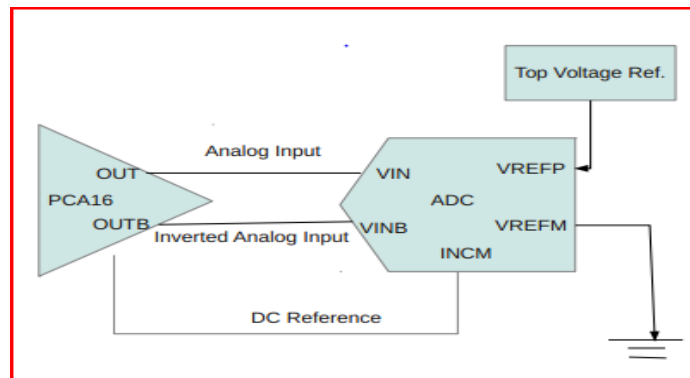 Top Voltage Ref.
Analog Input
OUT
VIN
VREFP
PCA16
ADC
OUTB
VINB
VREFM
Inverted Analog Input
INCM
DC Reference